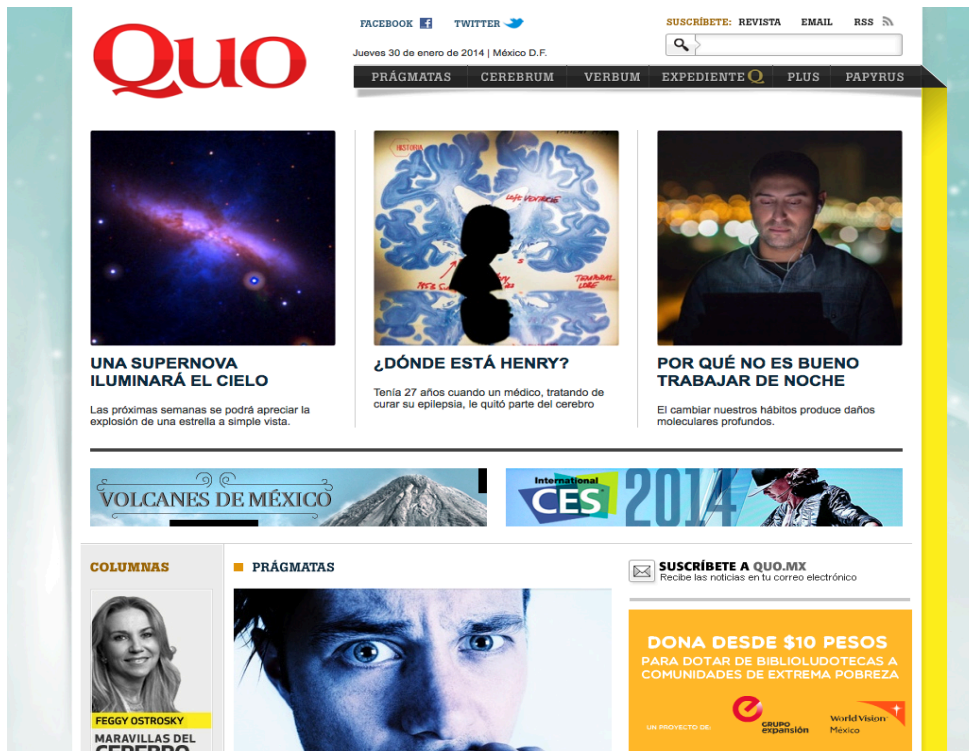 Quo
FACEBOOK TWITTER
SUSCRÍBETE: REVISTA EMAIL RSS
Jueves 30 de enero de 2014 | México D.F.
PRÁGMATAS CEREBRUM VERBUM EXPEDIENTE Q PLUS PAPYRUS
HISTORIA
LEFT VENTRICLE
TEMPORAL
LOBE
UNA SUPERNOVA
ILUMINARÁ EL CIELO
Las próximas semanas se podrá apreciar la
explosión de una estrella a simple vista.
¿DÓNDE ESTÁ HENRY?
Tenía 27 años cuando un médico, tratando de
curar su epilepsia, le quitó parte del cerebro
POR QUÉ NO ES BUENO
TRABAJAR DE NOCHE
El cambiar nuestros hábitos produce daños
moleculares profundos.
VOLCANES DE MÉXICO
International
CES 2014
COLUMNAS
FEGGY OSTROSKY
MARAVILLAS DEL
CEREBRO
PRÁGMATAS
SUSCRÍBETE A QUO.MX
Recibe las noticias en tu correo electrónico
DONA DESDE $10 PESOS
PARA DOTAR DE BIBLIOLUDOTECAS A
COMUNIDADES DE EXTREMA POBREZA
UN PROYECTO DE:
GRUPO
expansión
World Vision
México